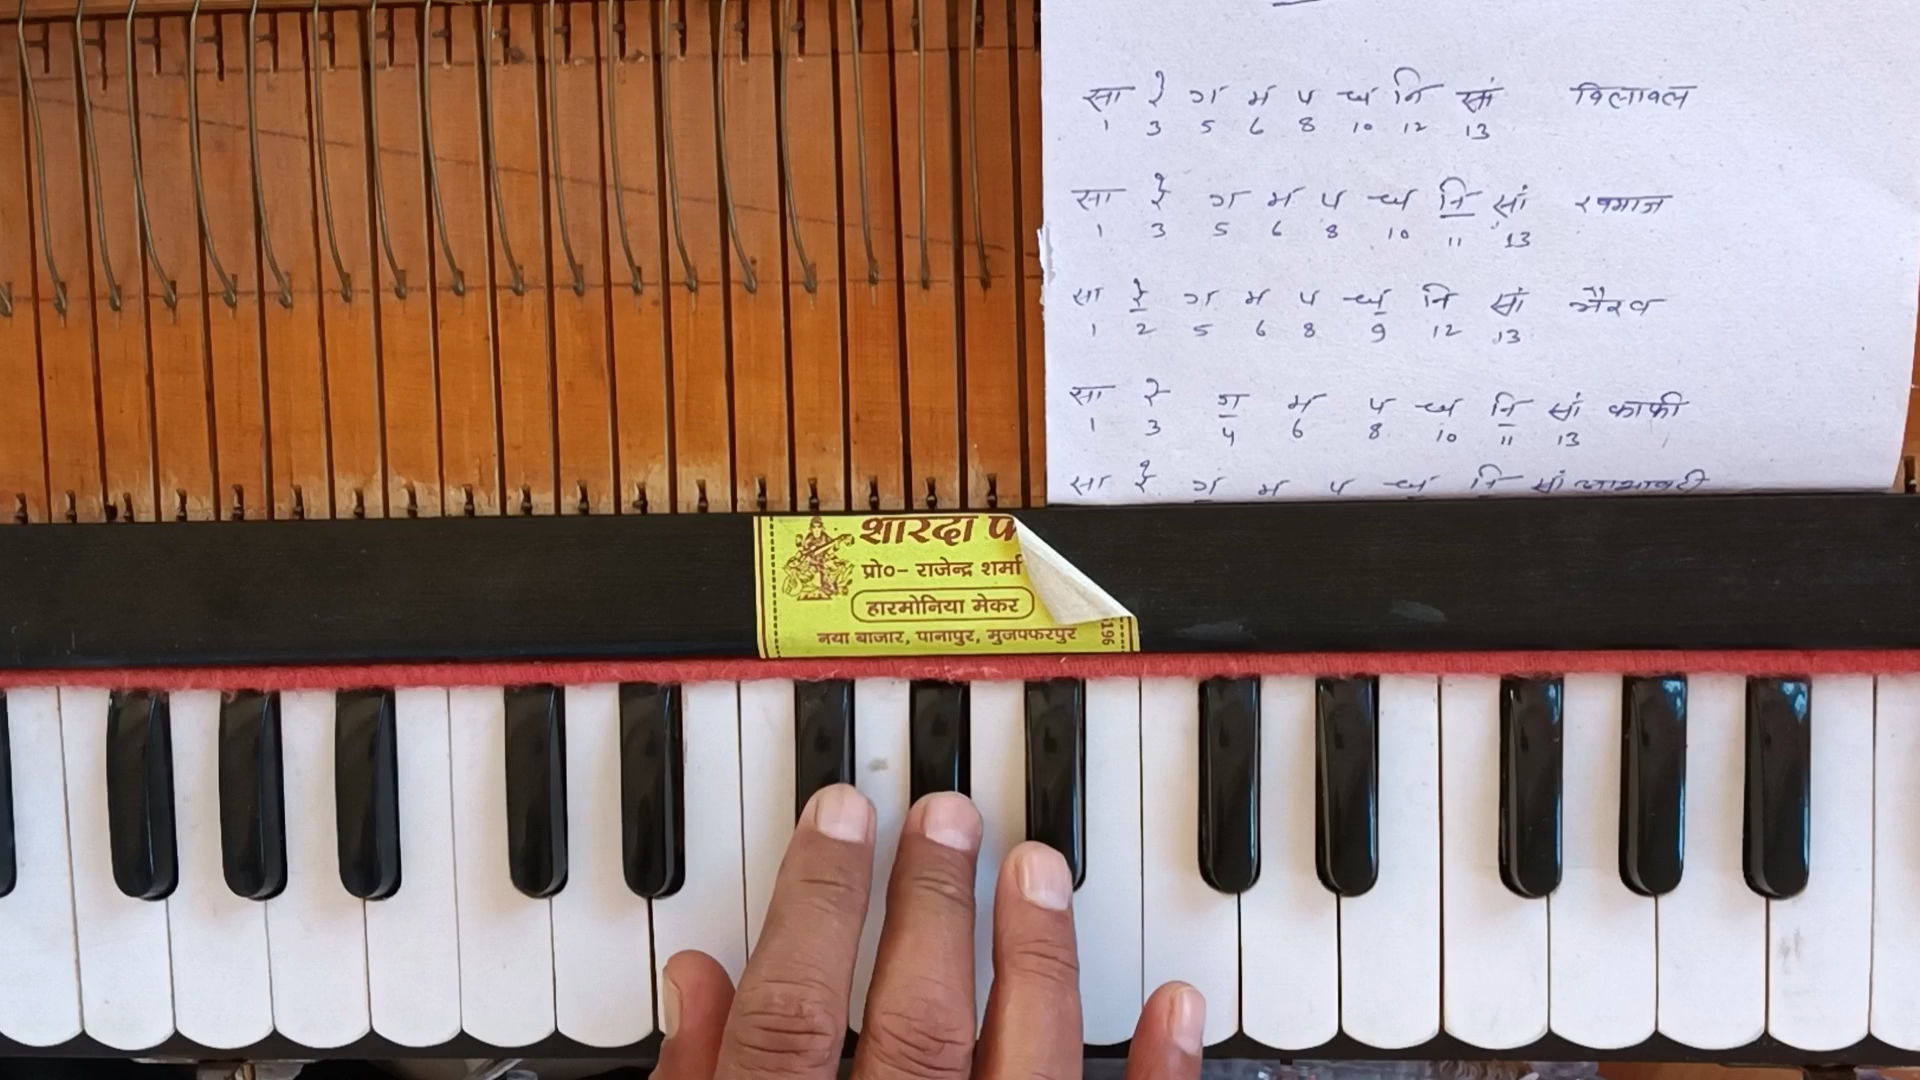 सा रे ग म प ध नि सां बिलावल
1 3 5 6 8 10 12 13
सा रे ग म प ध नि सां खमाज
1 3 5 6 8 10 11 13
सा रे ग म प ध नि सां भैरव
1 2 5 6 8 9 12 13
सा रे ग म प ध नि सां काफी
1 3 4 6 8 10 11 13
सा रे ग म प ध नि सां आसावरी
शारदा
प्रो०- राजेन्द्र शर्मा
हारमोनिया मेकर
नया बाजार, पानापुर, मुजफ्फरपुर
196